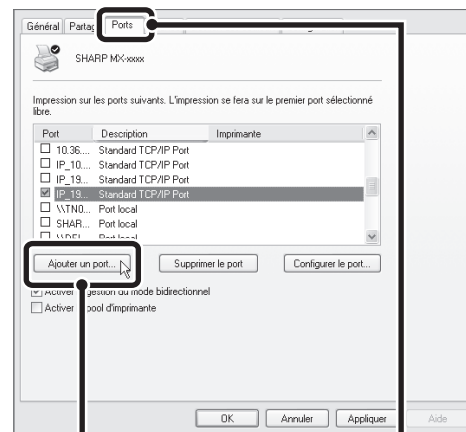 Général Partag Ports
SHARP MX-xxxx
Impression sur les ports suivants. L'impression se fera sur le premier port sélectionné
libre.
Port Description Imprimante
10.36.... Standard TCP/IP Port
IP_10.... Standard TCP/IP Port
IP_19... Standard TCP/IP Port
IP_19... Standard TCP/IP Port
\\TN0... Port local
SHAR... Port local
Port local
Ajouter un port... Supprimer le port Configurer le port...
Activer gestion du mode bidirectionnel
Activer pool d'imprimante
OK Annuler Appliquer Aide